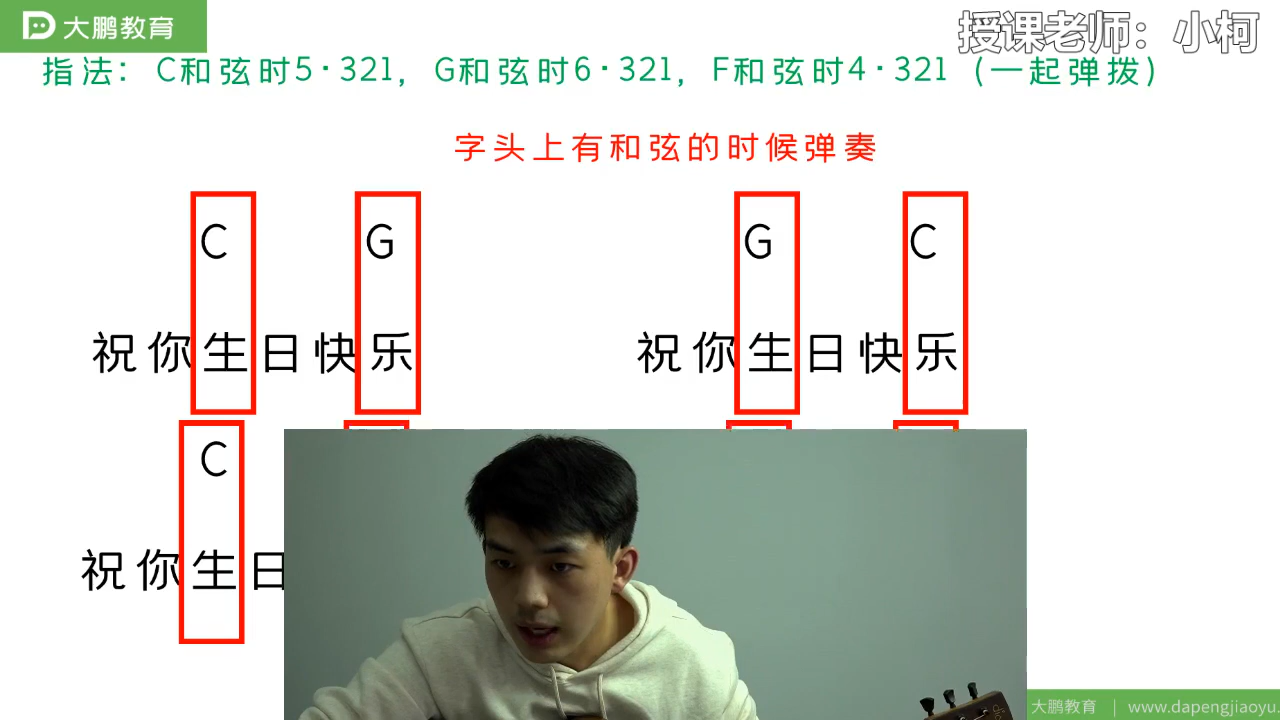 大鹏教育
授课老师：小柯
指法：C和弦时5·321，G和弦时6·321，F和弦时4·321（一起弹拨）
字头上有和弦的时候弹奏
C G G C
祝你生日快乐 祝你生日快乐
C
祝你生日
大鹏教育 | www.dapengjiaoyu.